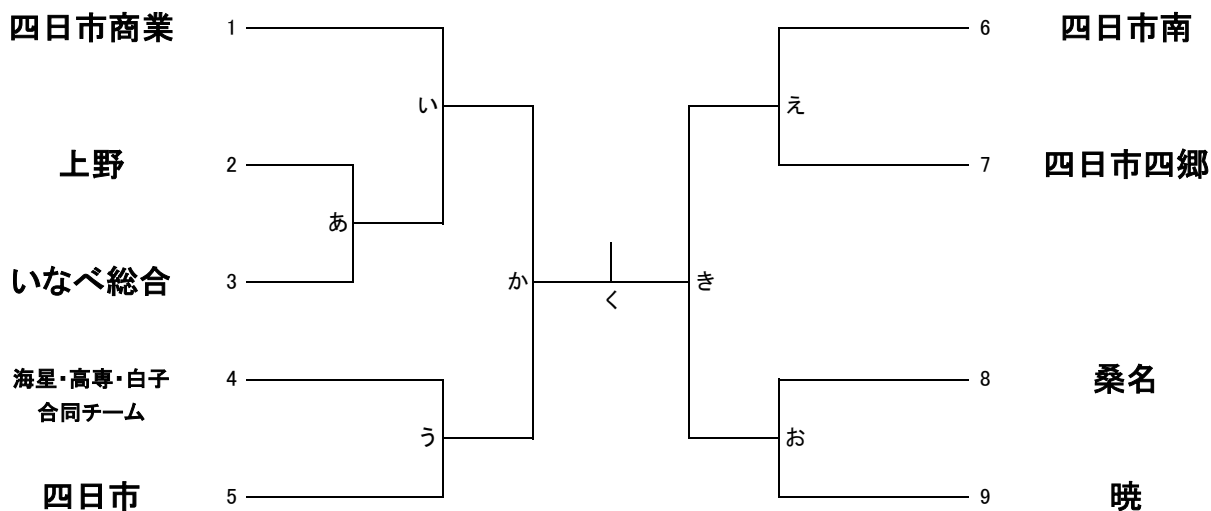 四日市商業 1
6 四日市南
い
え
上野 2
7 四日市四郷
あ
いなべ総合 3
か
く
き
海星・高専・白子 4
合同チーム
8 桑名
う
お
四日市 5
9 暁